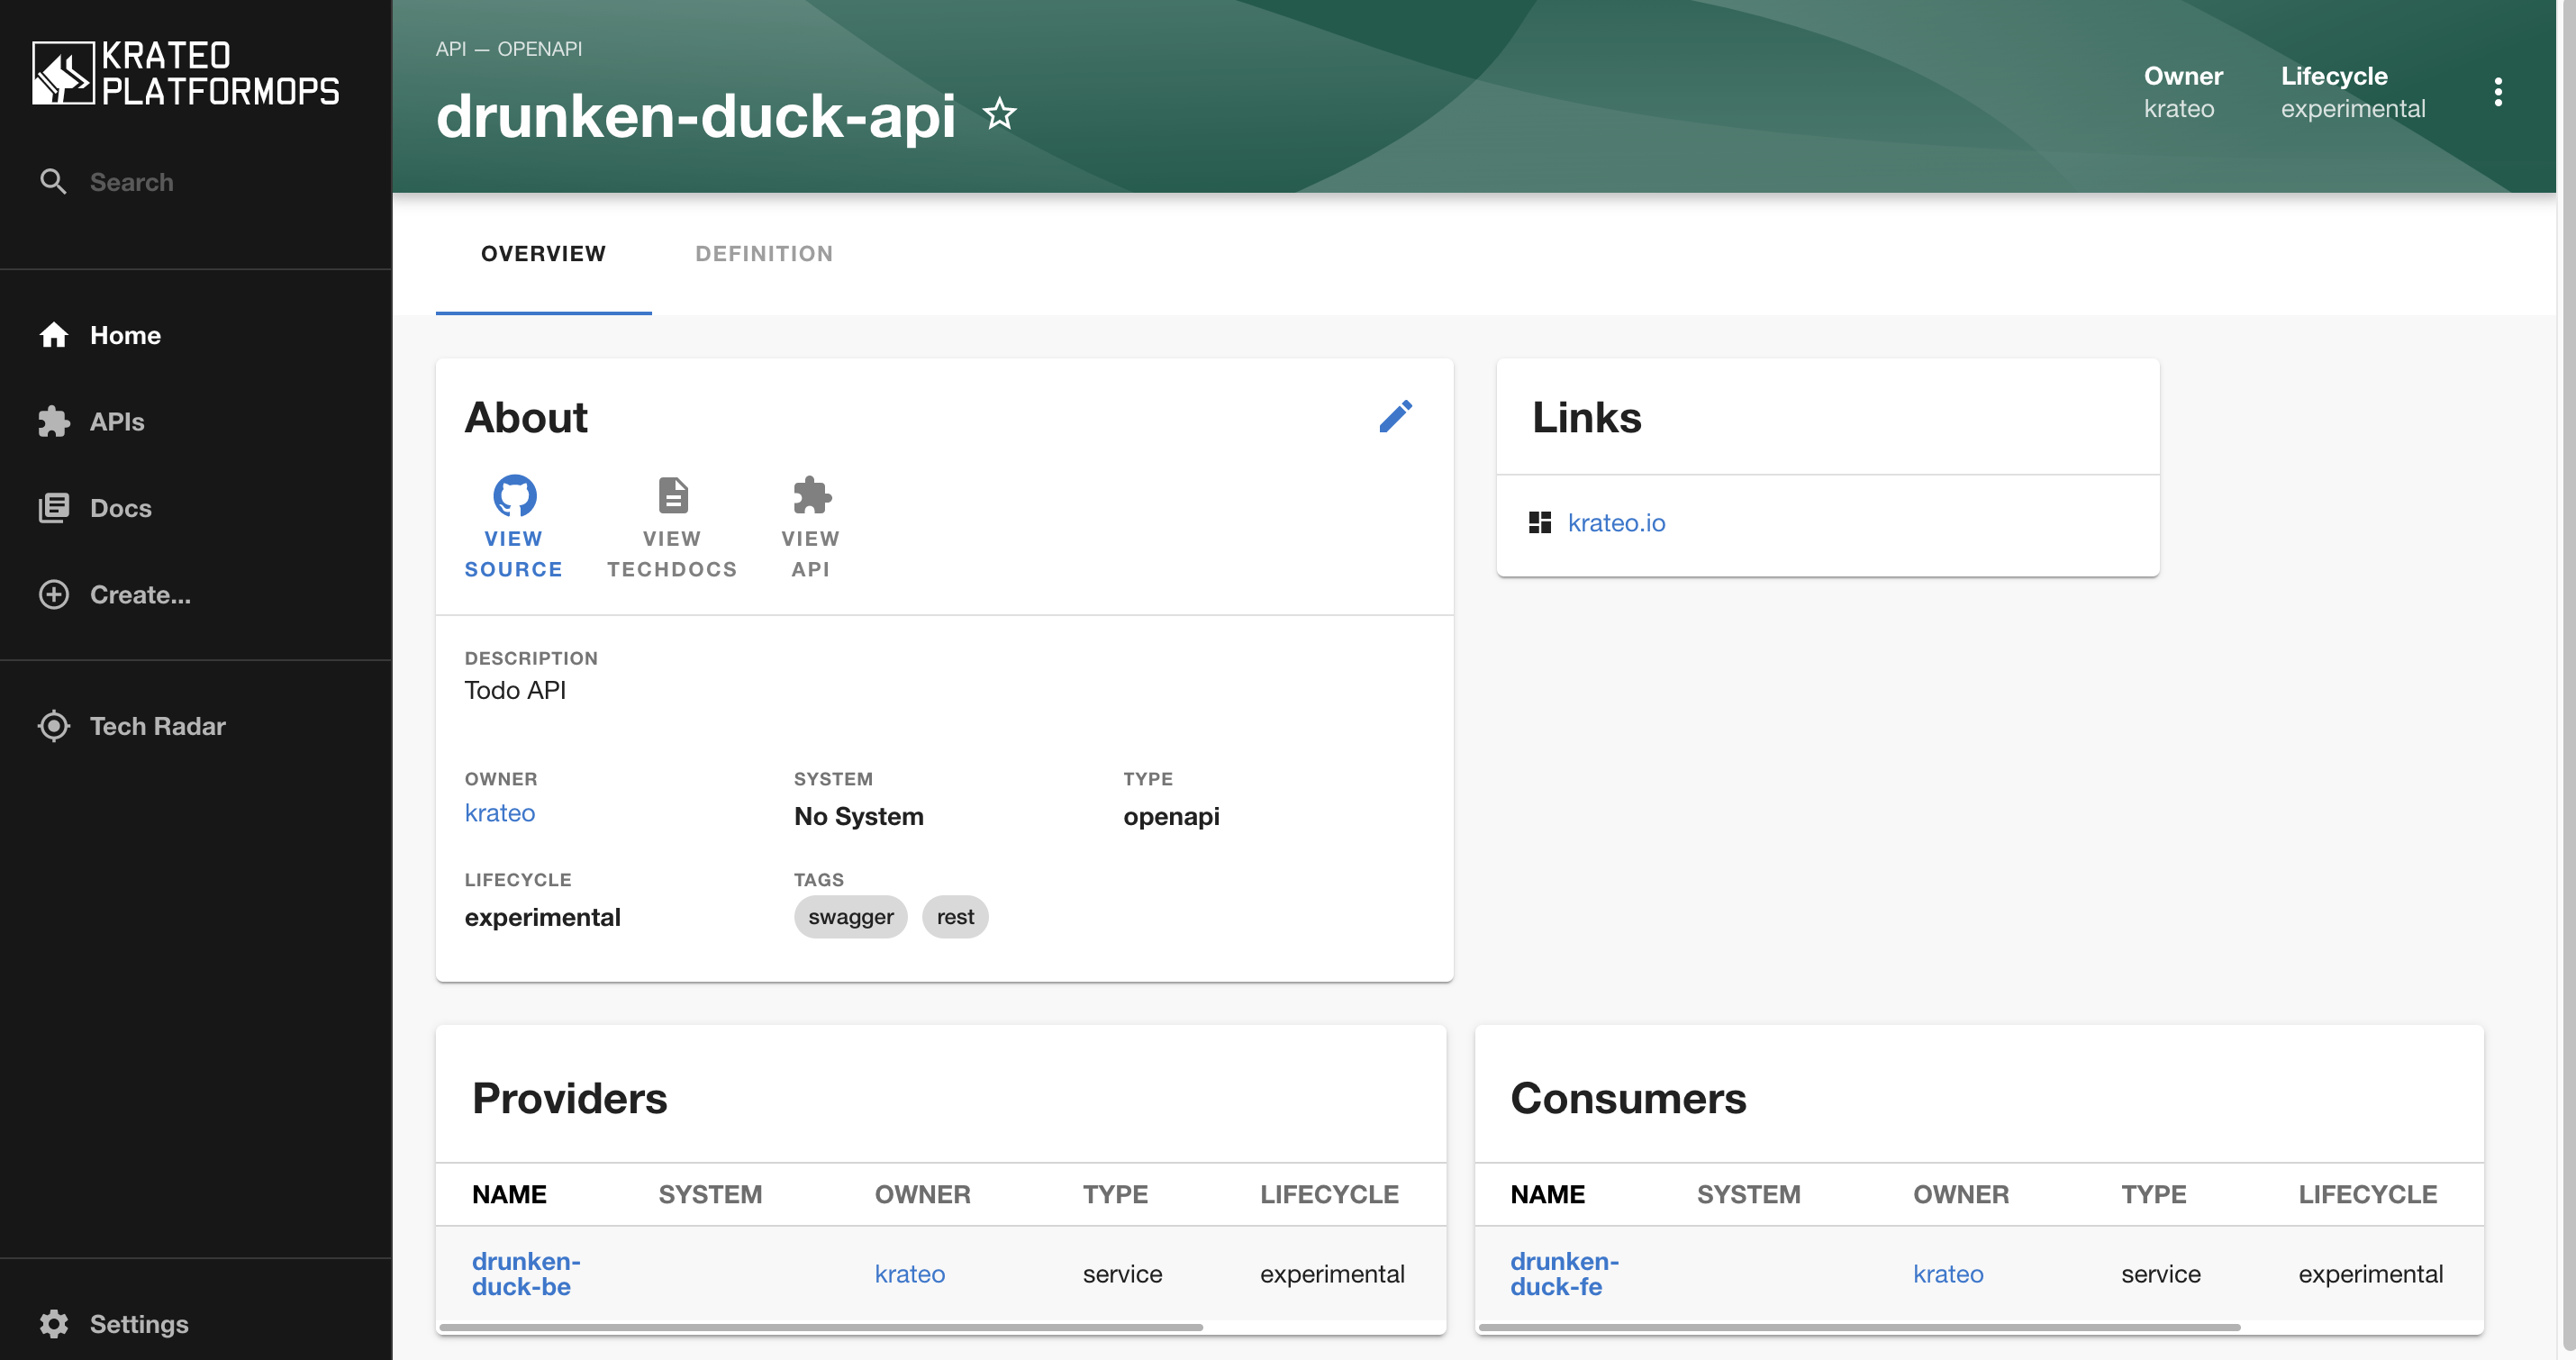 KRATEO
PLATFORMOPS
Search
Home
APIs
Docs
Create...
Tech Radar
Settings
API — OPENAPI
drunken-duck-api
Owner
krateo
Lifecycle
experimental
OVERVIEW
DEFINITION
About
VIEW
SOURCE
VIEW
TECHDOCS
VIEW
API
DESCRIPTION
Todo API
OWNER
krateo
SYSTEM
No System
TYPE
openapi
LIFECYCLE
experimental
TAGS
swagger rest
Links
krateo.io
Providers
NAME SYSTEM OWNER TYPE LIFECYCLE
drunken-
duck-be
krateo service experimental
Consumers
NAME SYSTEM OWNER TYPE LIFECYCLE
drunken-
duck-fe
krateo service experimental